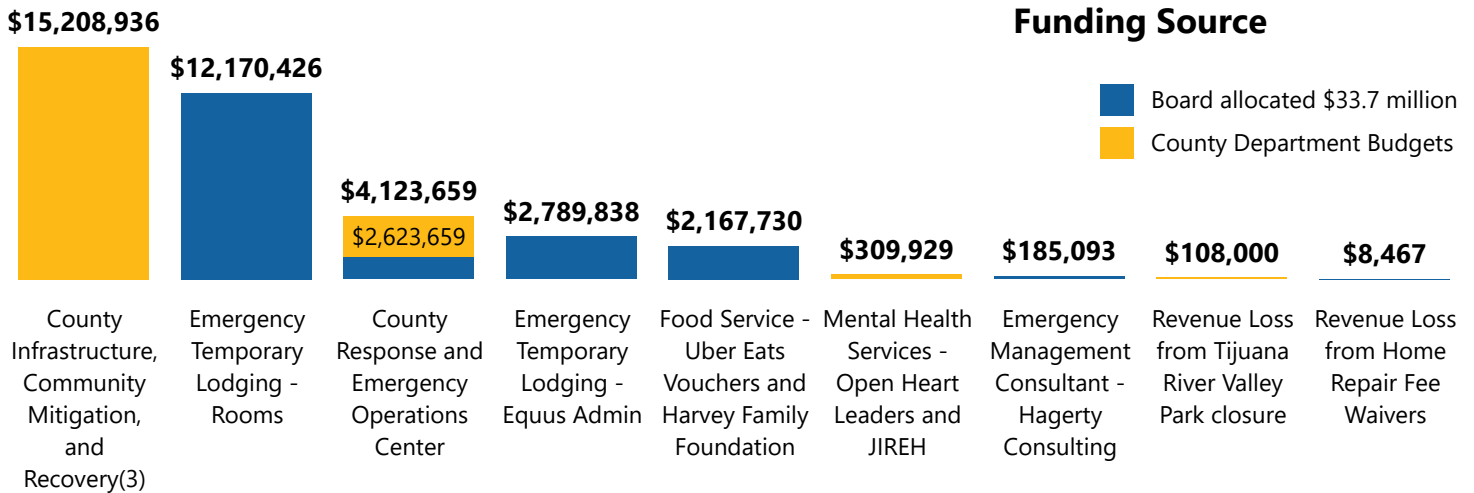 Funding Source
Board allocated $33.7 million
County Department Budgets
$15,208,936
$12,170,426
$4,123,659
$2,623,659
$2,789,838
$2,167,730
$309,929
$185,093
$108,000
$8,467
County
Infrastructure,
Community
Mitigation,
and
Recovery(3)
Emergency
Temporary
Lodging -
Rooms
County
Response and
Emergency
Operations
Center
Emergency
Temporary
Lodging -
Equus Admin
Food Service -
Uber Eats
Vouchers and
Harvey Family
Foundation
Mental Health
Services -
Open Heart
Leaders and
JIREH
Emergency
Management
Consultant -
Hagerty
Consulting
Revenue Loss
from Tijuana
River Valley
Park closure
Revenue Loss
from Home
Repair Fee
Waivers